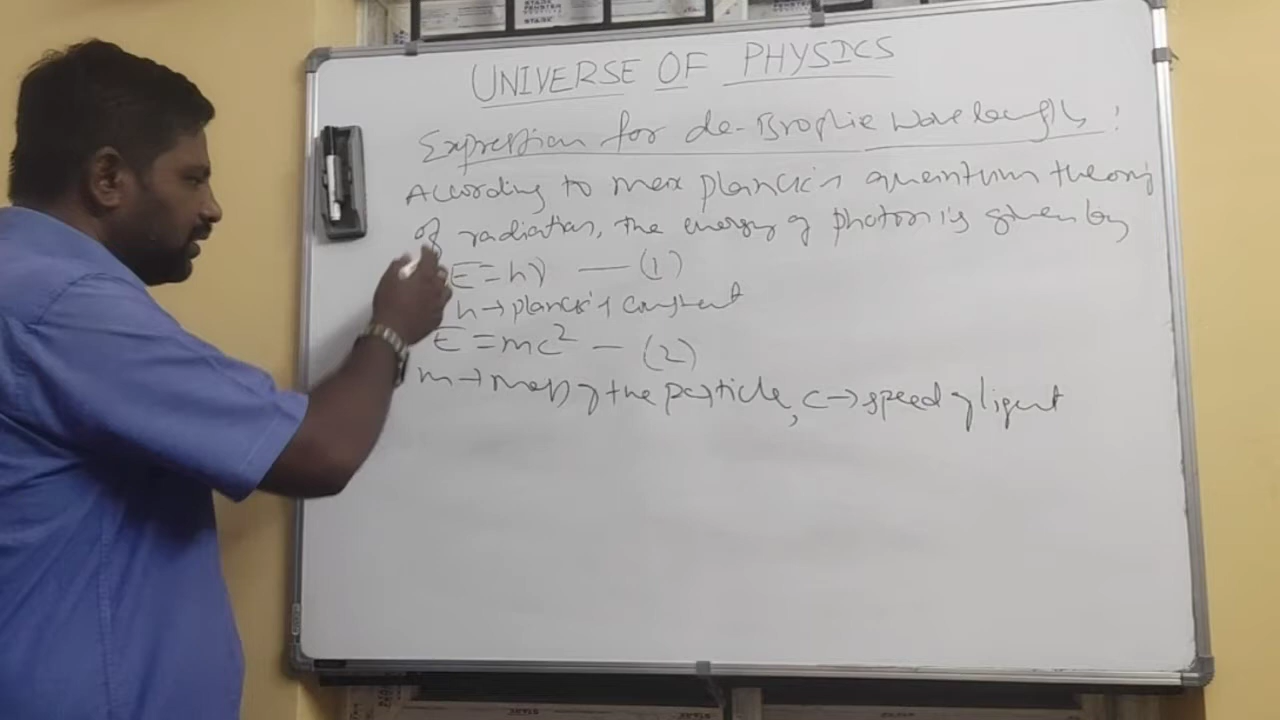 UNIVERSE OF PHYSICS
Expression for de-Broglie wavelength:
According to max planck's quantum theory
of radiation, the energy of photon is given by
E=hν — (1)
h→planck's constant
E=mc² — (2)
m→mass of the particle, c→speed of light